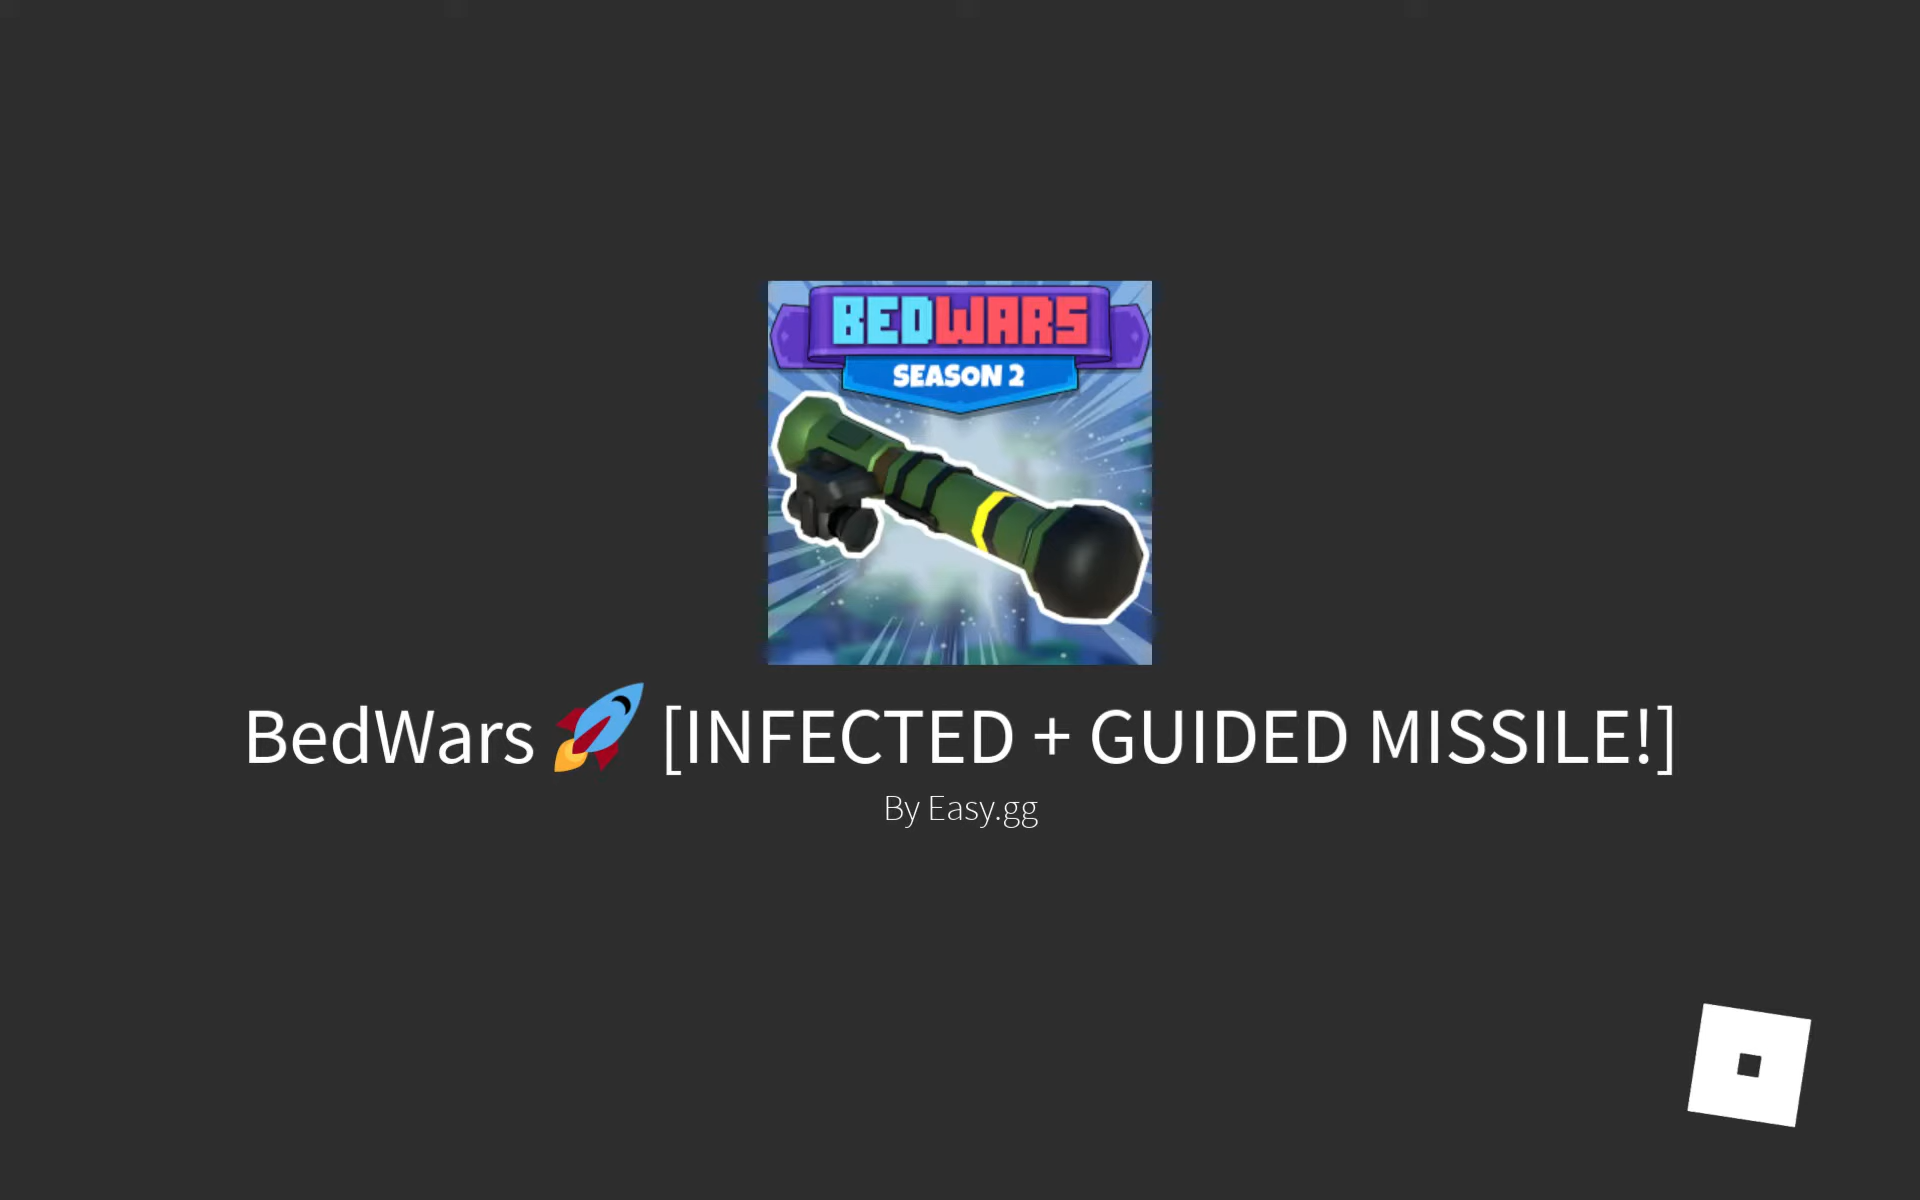 BEDWARS
SEASON 2
BedWars 🚀 [INFECTED + GUIDED MISSILE!]
By Easy.gg